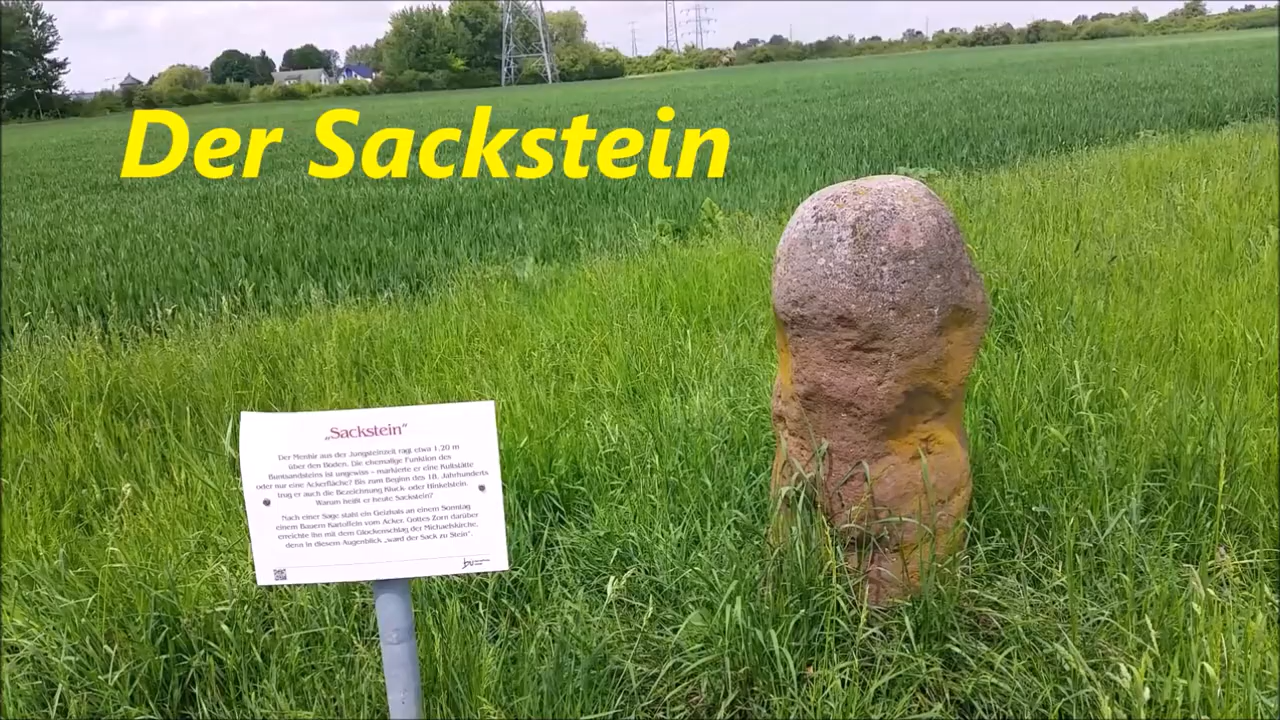 Der Sackstein
„Sackstein"
Der Menhir aus der Jungsteinzeit ragt etwa 1.20 m
über den Boden. Die ehemalige Funktion des
Buntsandsteins ist ungewiss – markierte er eine Kultstätte
oder nur eine Ackerfläche? Bis zum Beginn des 18. Jahrhunderts
trug er auch die Bezeichnung Kluck- oder Hinkelstein.
Warum heißt er heute Sackstein?
Nach einer Sage stahl ein Geizhals an einem Sonntag
einem Bauern Kartoffeln vom Acker. Gottes Zorn darüber
erreichte ihn mit dem Glockenschlag der Michaelskirche,
denn in diesem Augenblick „ward der Sack zu Stein".
bu